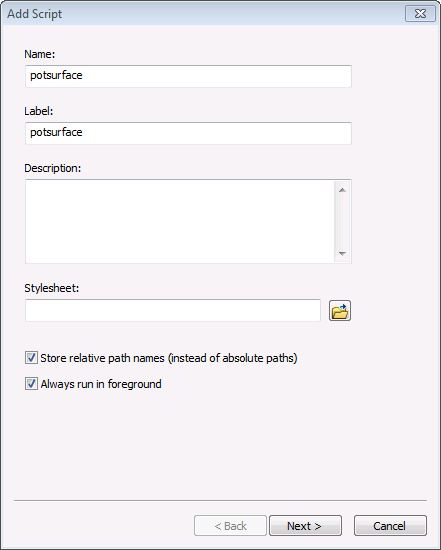 Add Script
Name:
potsurface
Label:
potsurface
Description:
Stylesheet:
Store relative path names (instead of absolute paths)
Always run in foreground
< Back
Next >
Cancel